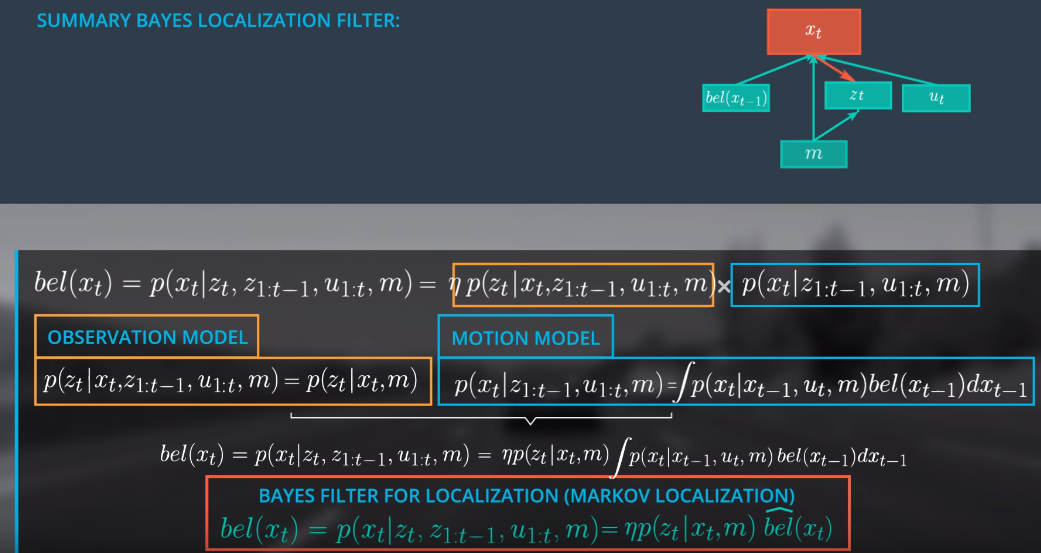 SUMMARY BAYES LOCALIZATION FILTER:
x_t
bel(x_{t-1})
z t
u_t
m
bel(x_t) = p(x_t|z_t, z_{1:t-1}, u_{1:t}, m) = η p(z_t|x_t,z_{1:t-1}, u_{1:t}, m) × p(x_t|z_{1:t-1}, u_{1:t}, m)
OBSERVATION MODEL
MOTION MODEL
p(z_t|x_t,z_{1:t-1}, u_{1:t}, m) = p(z_t|x_t,m)
p(x_t|z_{1:t-1},u_{1:t},m)=∫p(x_t|x_{t-1}, u_t, m)bel(x_{t-1})dx_{t-1}
bel(x_t) = p(x_t|z_t, z_{1:t-1}, u_{1:t}, m) = ηp(z_t|x_t,m)∫p(x_t|x_{t-1}, u_t, m) bel(x_{t-1})dx_{t-1}
BAYES FILTER FOR LOCALIZATION (MARKOV LOCALIZATION)
bel(x_t) = p(x_t|z_t, z_{1:t-1}, u_{1:t}, m)= ηp(z_t|x_t,m) \widehat{bel}(x_t)